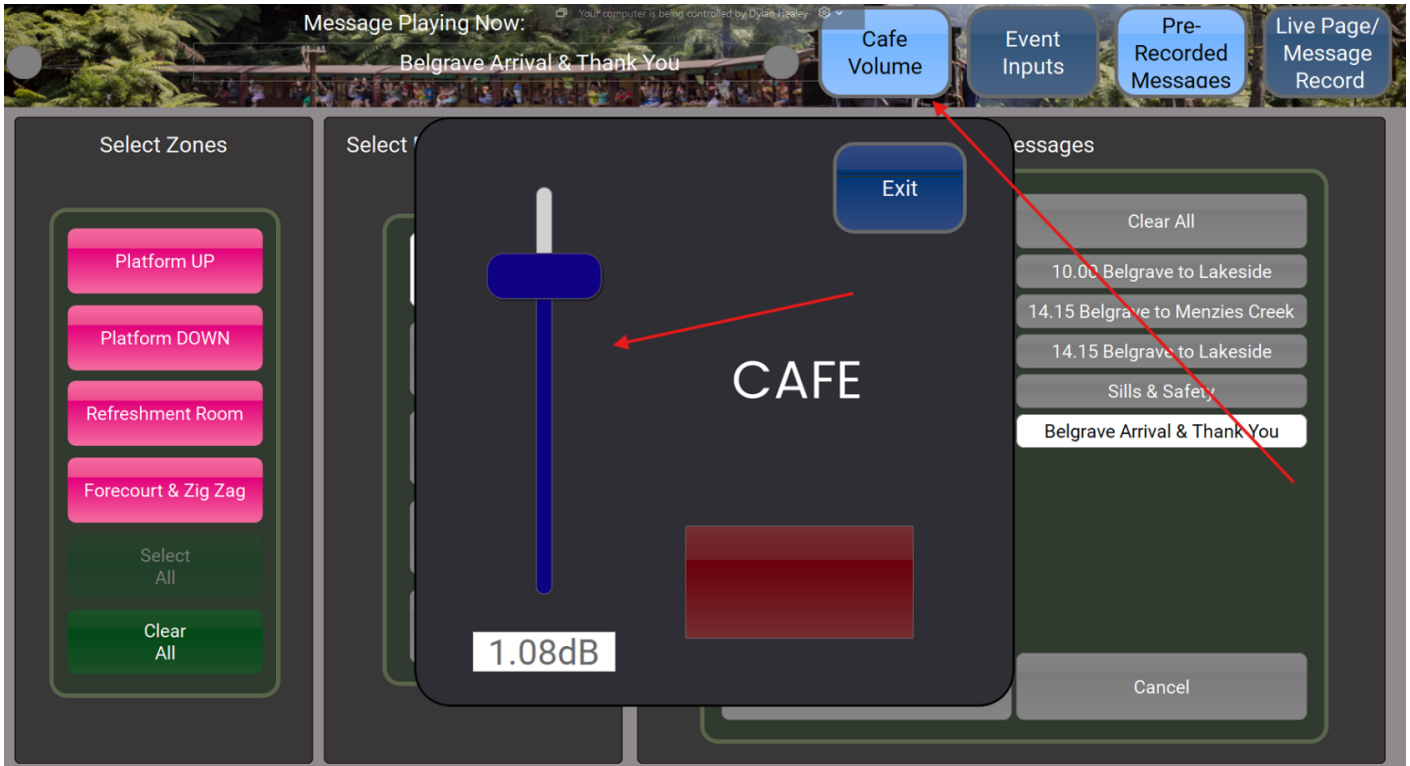 Message Playing Now:
Your computer is being controlled by Dylan Healey
Belgrave Arrival & Thank You
Cafe
Volume
Event
Inputs
Pre-
Recorded
Messages
Live Page/
Message
Record
Select Zones
Platform UP
Platform DOWN
Refreshment Room
Forecourt & Zig Zag
Select
All
Clear
All
Select
Exit
CAFE
1.08dB
essages
Clear All
10.00 Belgrave to Lakeside
14.15 Belgrave to Menzies Creek
14.15 Belgrave to Lakeside
Sills & Safety
Belgrave Arrival & Thank You
Cancel